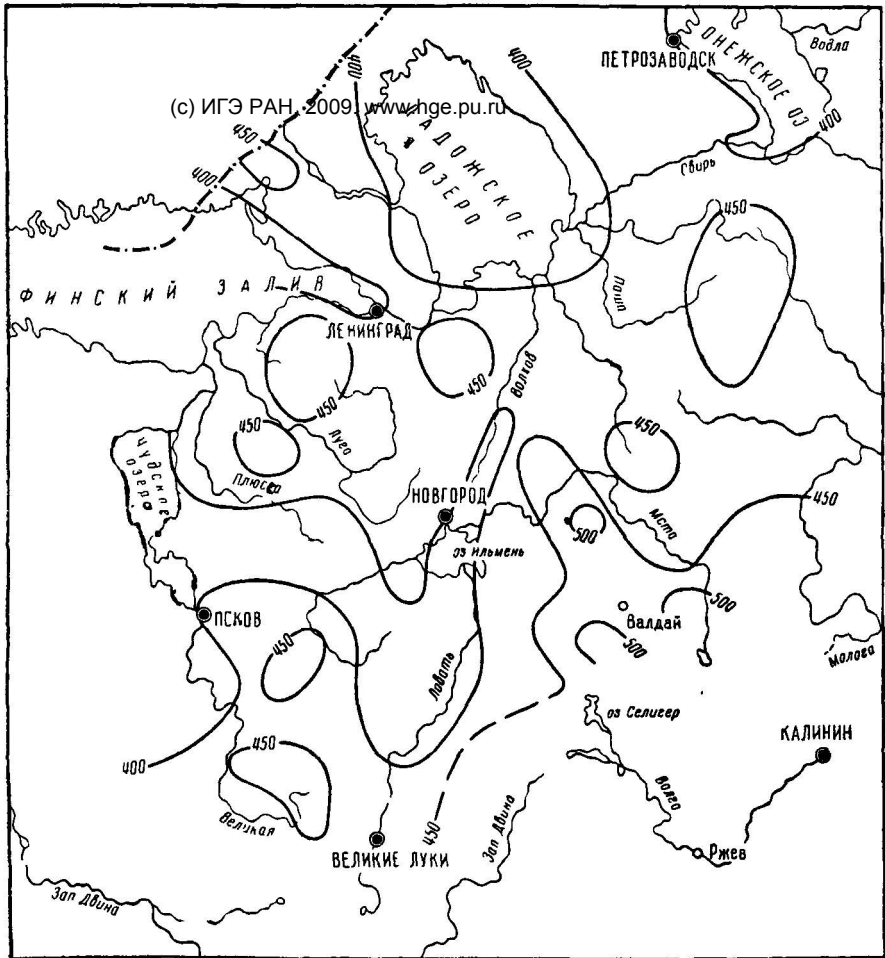 Водла
ПЕТРОЗАВОДСК
ОНЕЖСКОЕ ОЗ
400
400
(с) ИГЭ РАН, 2009, www.hge.pu.ru
450
400
ЛАДОЖСКОЕ
ОЗЕРО
Свирь
400
450
ФИНСКИЙ ЗАЛИВ
Паша
ЛЕНИНГРАД
Волхов
450
450
450
450
Луга
ЧУДСКОЕ
ОЗЕРО
Плюсса
НОВГОРОД
450
Мста
500
оз Ильмень
ПСКОВ
Валдай
500
500
450
Ловать
Молога
оз Селигер
КАЛИНИН
400
450
Волга
Великая
450
Зап Двина
ВЕЛИКИЕ ЛУКИ
Ржев
Зап Двина